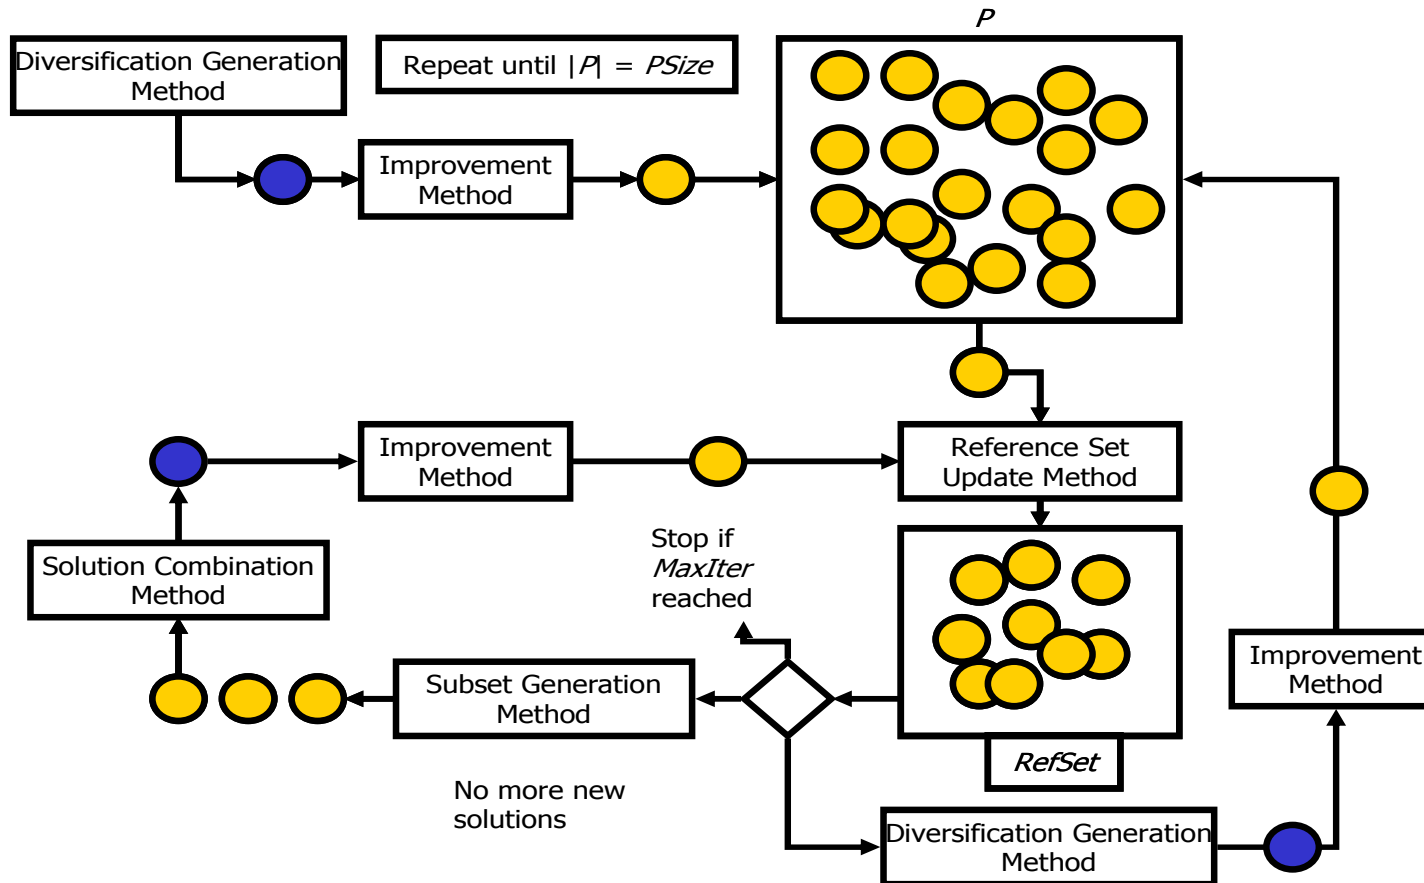 P
Diversification Generation
Method
Repeat until |P| = PSize
Improvement
Method
Improvement
Method
Reference Set
Update Method
Solution Combination
Method
Stop if
MaxIter
reached
Subset Generation
Method
Improvement
Method
RefSet
No more new
solutions
Diversification Generation
Method